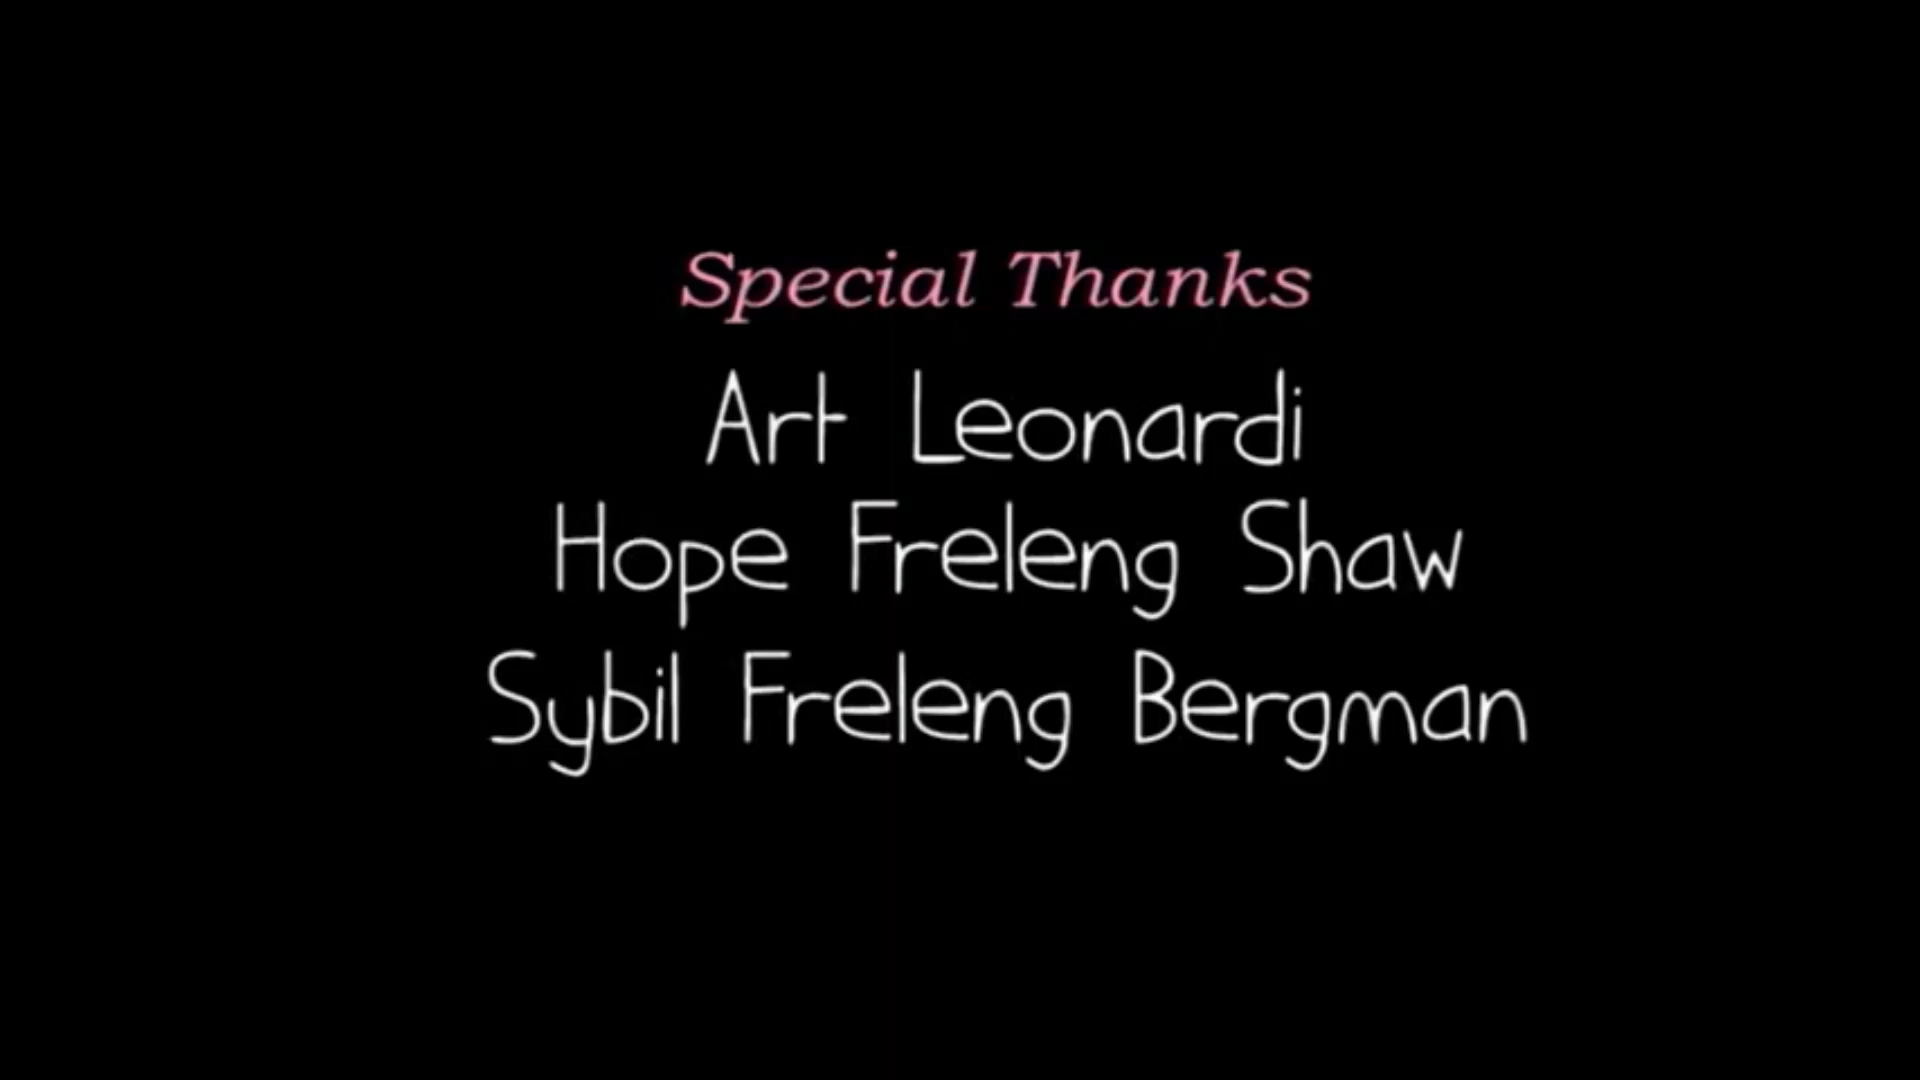 Special Thanks
Art Leonardi
Hope Freleng Shaw
Sybil Freleng Bergman